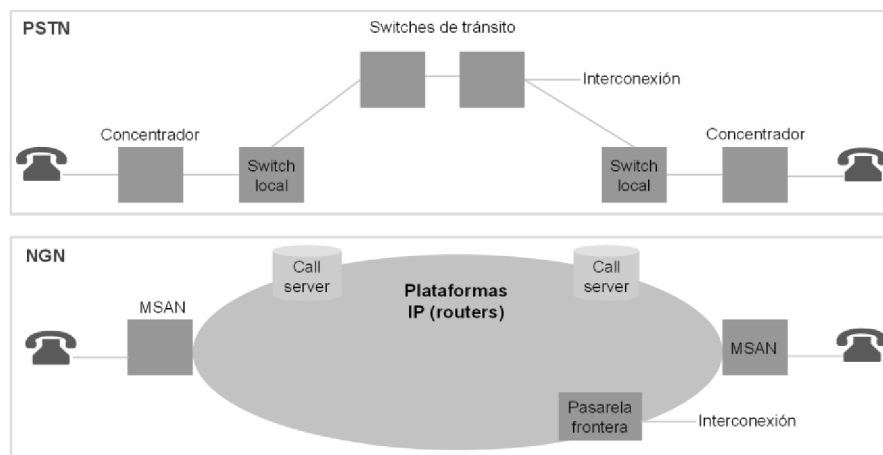 PSTN
Switches de tránsito
Interconexión
Concentrador
Concentrador
Switch
local
Switch
local
NGN
Call
server
Call
server
Plataformas
IP (routers)
MSAN
MSAN
Pasarela
frontera
Interconexión